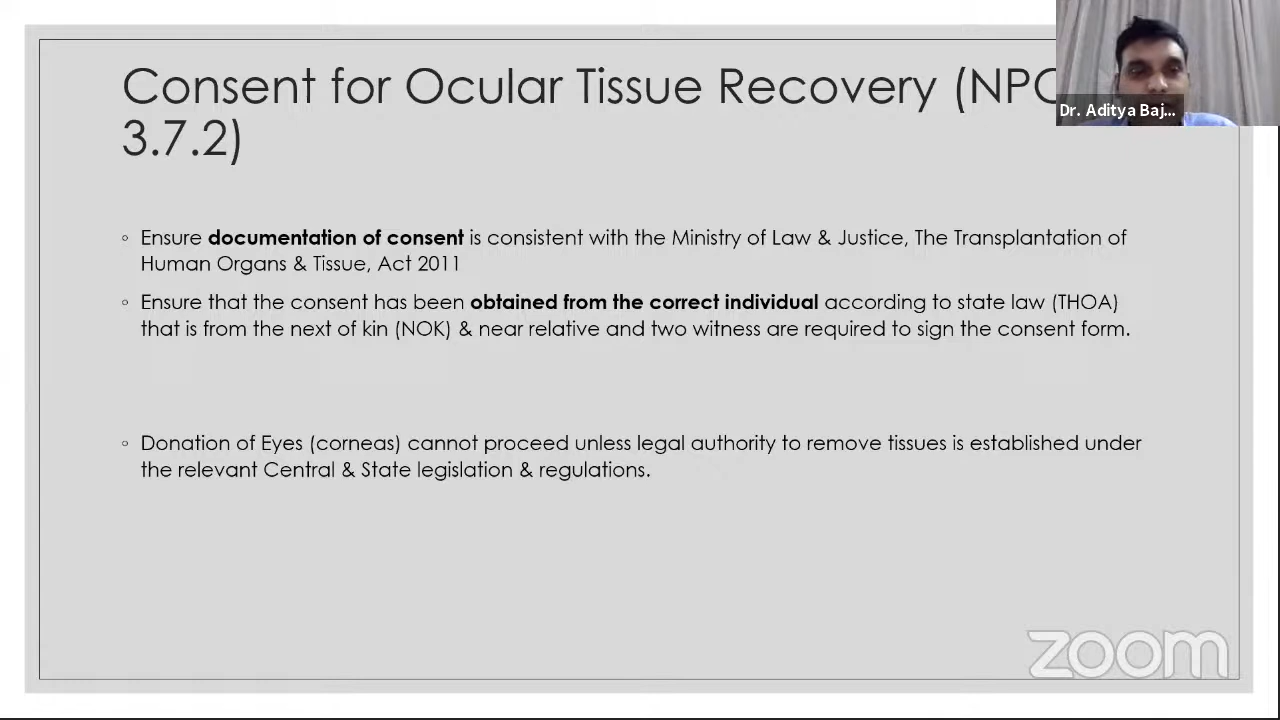 Consent for Ocular Tissue Recovery (NPC
3.7.2)
Dr. Aditya Baj...
◦ Ensure documentation of consent is consistent with the Ministry of Law & Justice, The Transplantation of
Human Organs & Tissue, Act 2011
◦ Ensure that the consent has been obtained from the correct individual according to state law (THOA)
that is from the next of kin (NOK) & near relative and two witness are required to sign the consent form.
◦ Donation of Eyes (corneas) cannot proceed unless legal authority to remove tissues is established under
the relevant Central & State legislation & regulations.
zoom